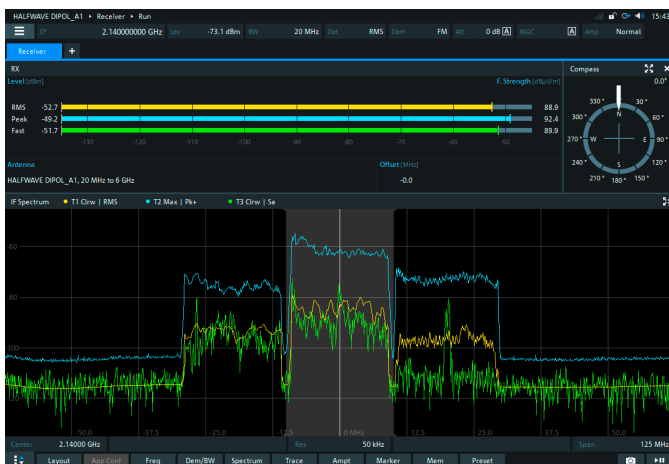 HALFWAVE DIPOL_A1 ▸ Receiver ▸ Run 15:43
CF 2.140000000 GHz Lev -73.1 dBm BW 20 MHz Det RMS Dem FM Att 0 dB A MGC A Amp Normal
Receiver +
RX
Level [dBm] F. Strength [dBµV/m]
RMS -52.7 88.9
Peak -49.2 92.4
Fast -51.7 89.9
-130 -110 -90 -80 -70 -60 -50
Antenna Offset [MHz]
HALFWAVE DIPOL_A1, 20 MHz to 6 GHz -0.0
Compass
0.0°
330° 30°
300° N 60°
270° W E 90°
240° S 120°
210° 180° 150°
IF Spectrum T1 Clrw | RMS T2 Max | Pk+ T3 Clrw | Sa
-60
-80
-100
-50.0 -37.5 -25.0 -12.5 0 MHz 12.5 25.0 37.5 50.0
Center 2.14000 GHz Res 50 kHz Span 125 MHz
Layout App Conf Freq Dem/BW Spectrum Trace Ampt Marker Mem Preset